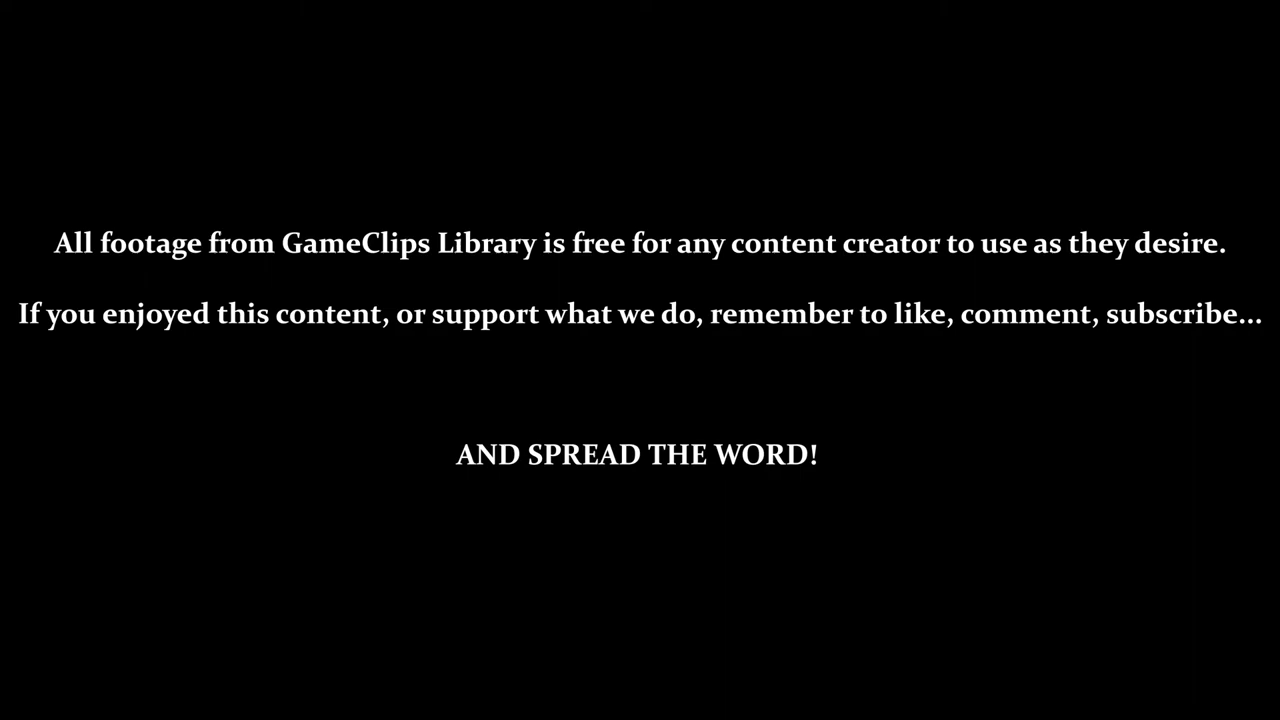 All footage from GameClips Library is free for any content creator to use as they desire.
If you enjoyed this content, or support what we do, remember to like, comment, subscribe...
AND SPREAD THE WORD!